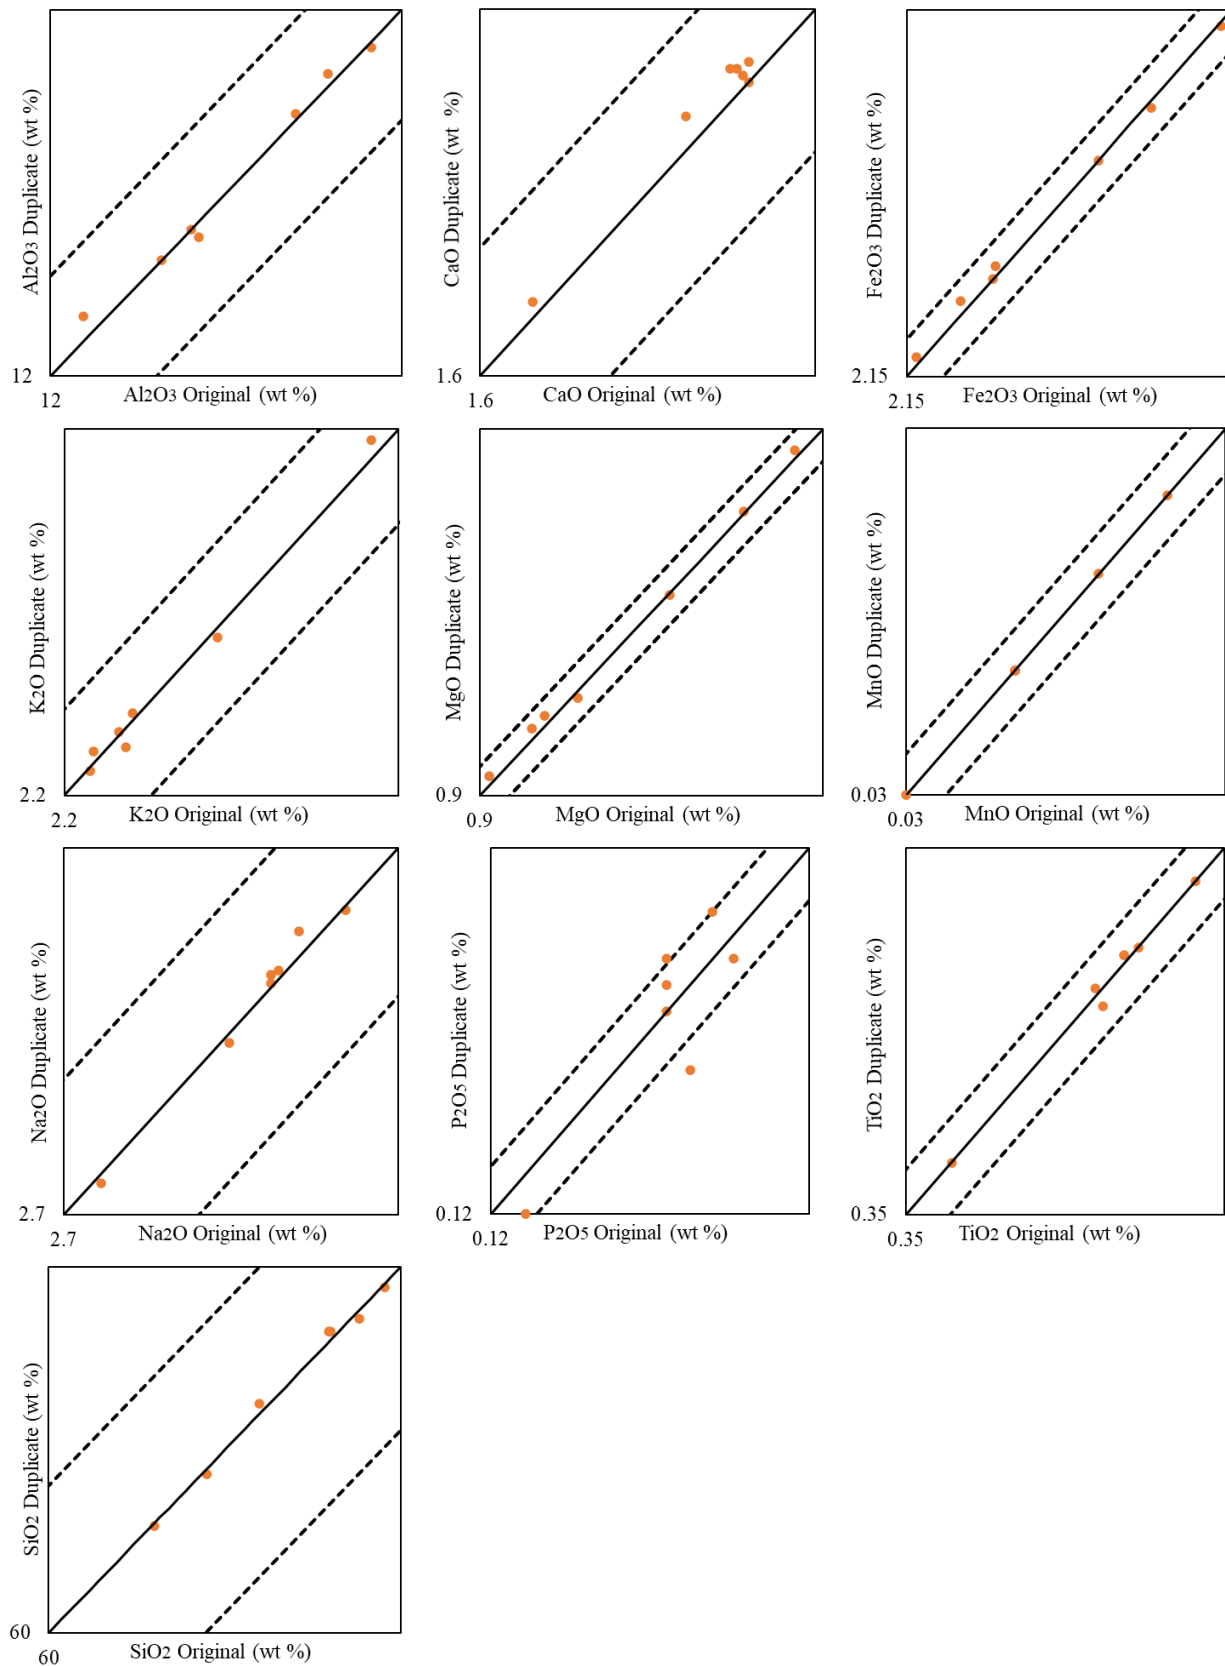 Al2O3 Duplicate (wt %)
12
12
Al2O3 Original (wt %)
CaO Duplicate (wt %)
1.6
1.6
CaO Original (wt %)
Fe2O3 Duplicate (wt %)
2.15
2.15
Fe2O3 Original (wt %)
K2O Duplicate (wt %)
2.2
2.2
K2O Original (wt %)
MgO Duplicate (wt %)
0.9
0.9
MgO Original (wt %)
MnO Duplicate (wt %)
0.03
0.03
MnO Original (wt %)
Na2O Duplicate (wt %)
2.7
2.7
Na2O Original (wt %)
P2O5 Duplicate (wt %)
0.12
0.12
P2O5 Original (wt %)
TiO2 Duplicate (wt %)
0.35
0.35
TiO2 Original (wt %)
SiO2 Duplicate (wt %)
60
60
SiO2 Original (wt %)